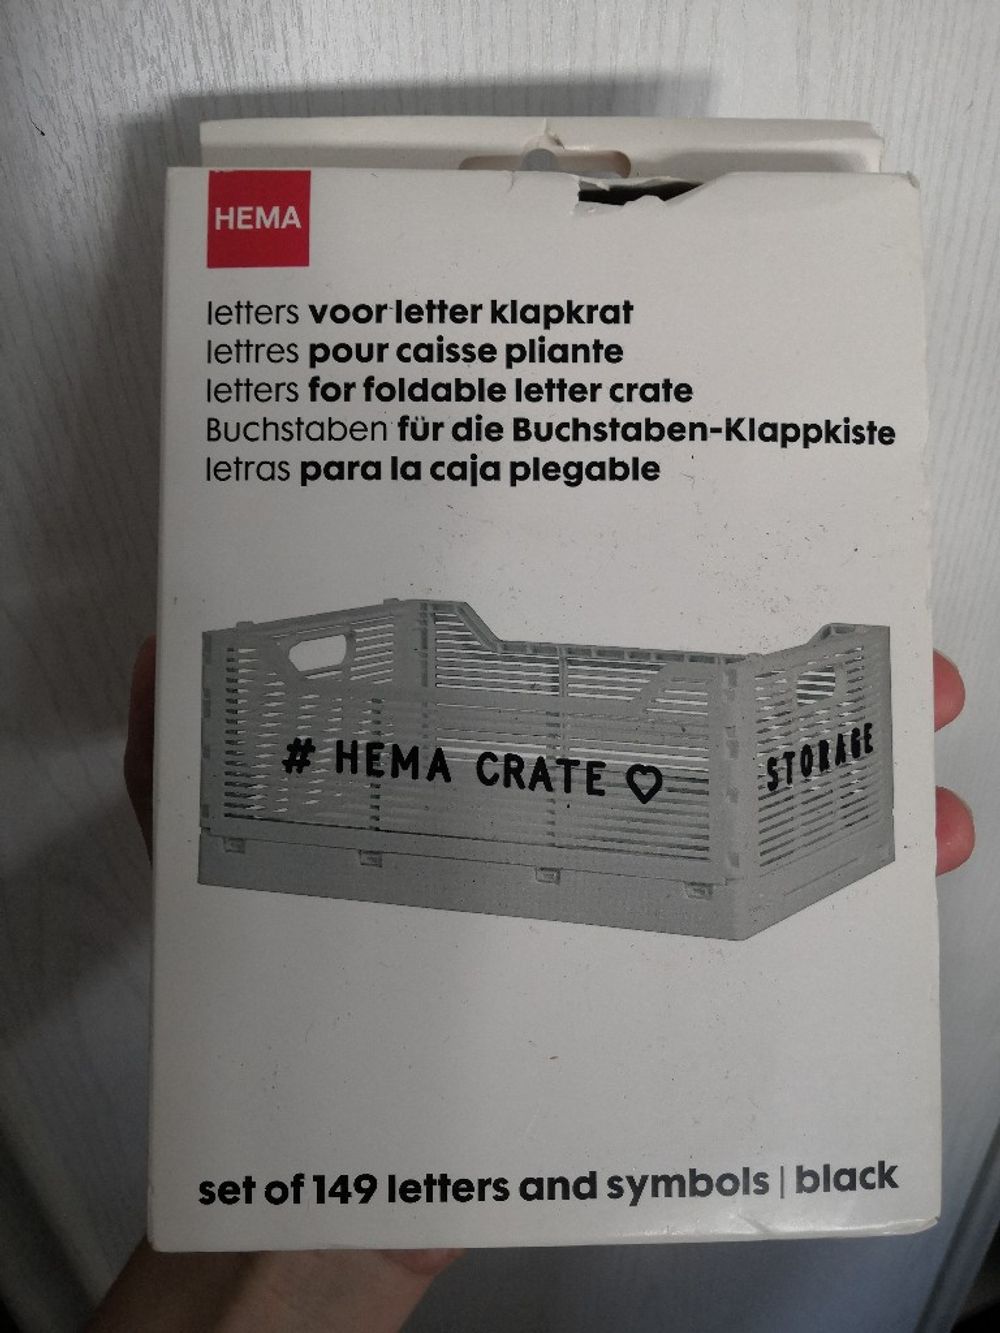 HEMA
letters voor letter klapkrat
lettres pour caisse pliante
letters for foldable letter crate
Buchstaben für die Buchstaben-Klappkiste
letras para la caja plegable
# HEMA CRATE ♡
STORAGE
set of 149 letters and symbols | black